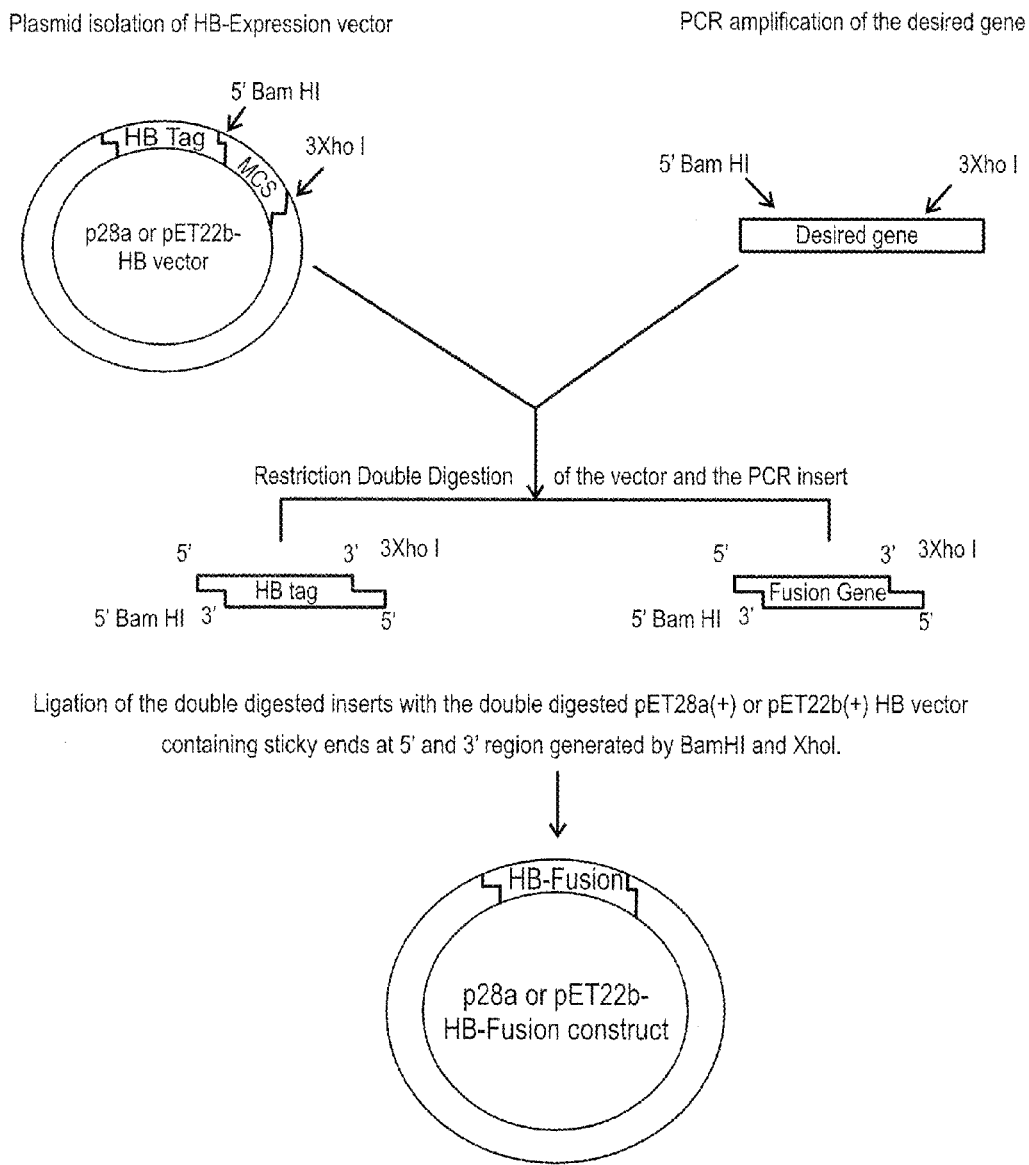 Plasmid isolation of HB-Expression vector
PCR amplification of the desired gene
5' Bam HI
HB Tag
3Xho I
MCS
p28a or pET22b-
HB vector
5' Bam HI
3Xho I
Desired gene
Restriction Double Digestion of the vector and the PCR insert
5' 3' 3Xho I
HB tag
5' Bam HI 3' 5'
5' 3' 3Xho I
Fusion Gene
5' Bam HI 3' 5'
Ligation of the double digested inserts with the double digested pET28a(+) or pET22b(+) HB vector
containing sticky ends at 5' and 3' region generated by BamHI and XhoI.
HB-Fusion
p28a or pET22b-
HB-Fusion construct